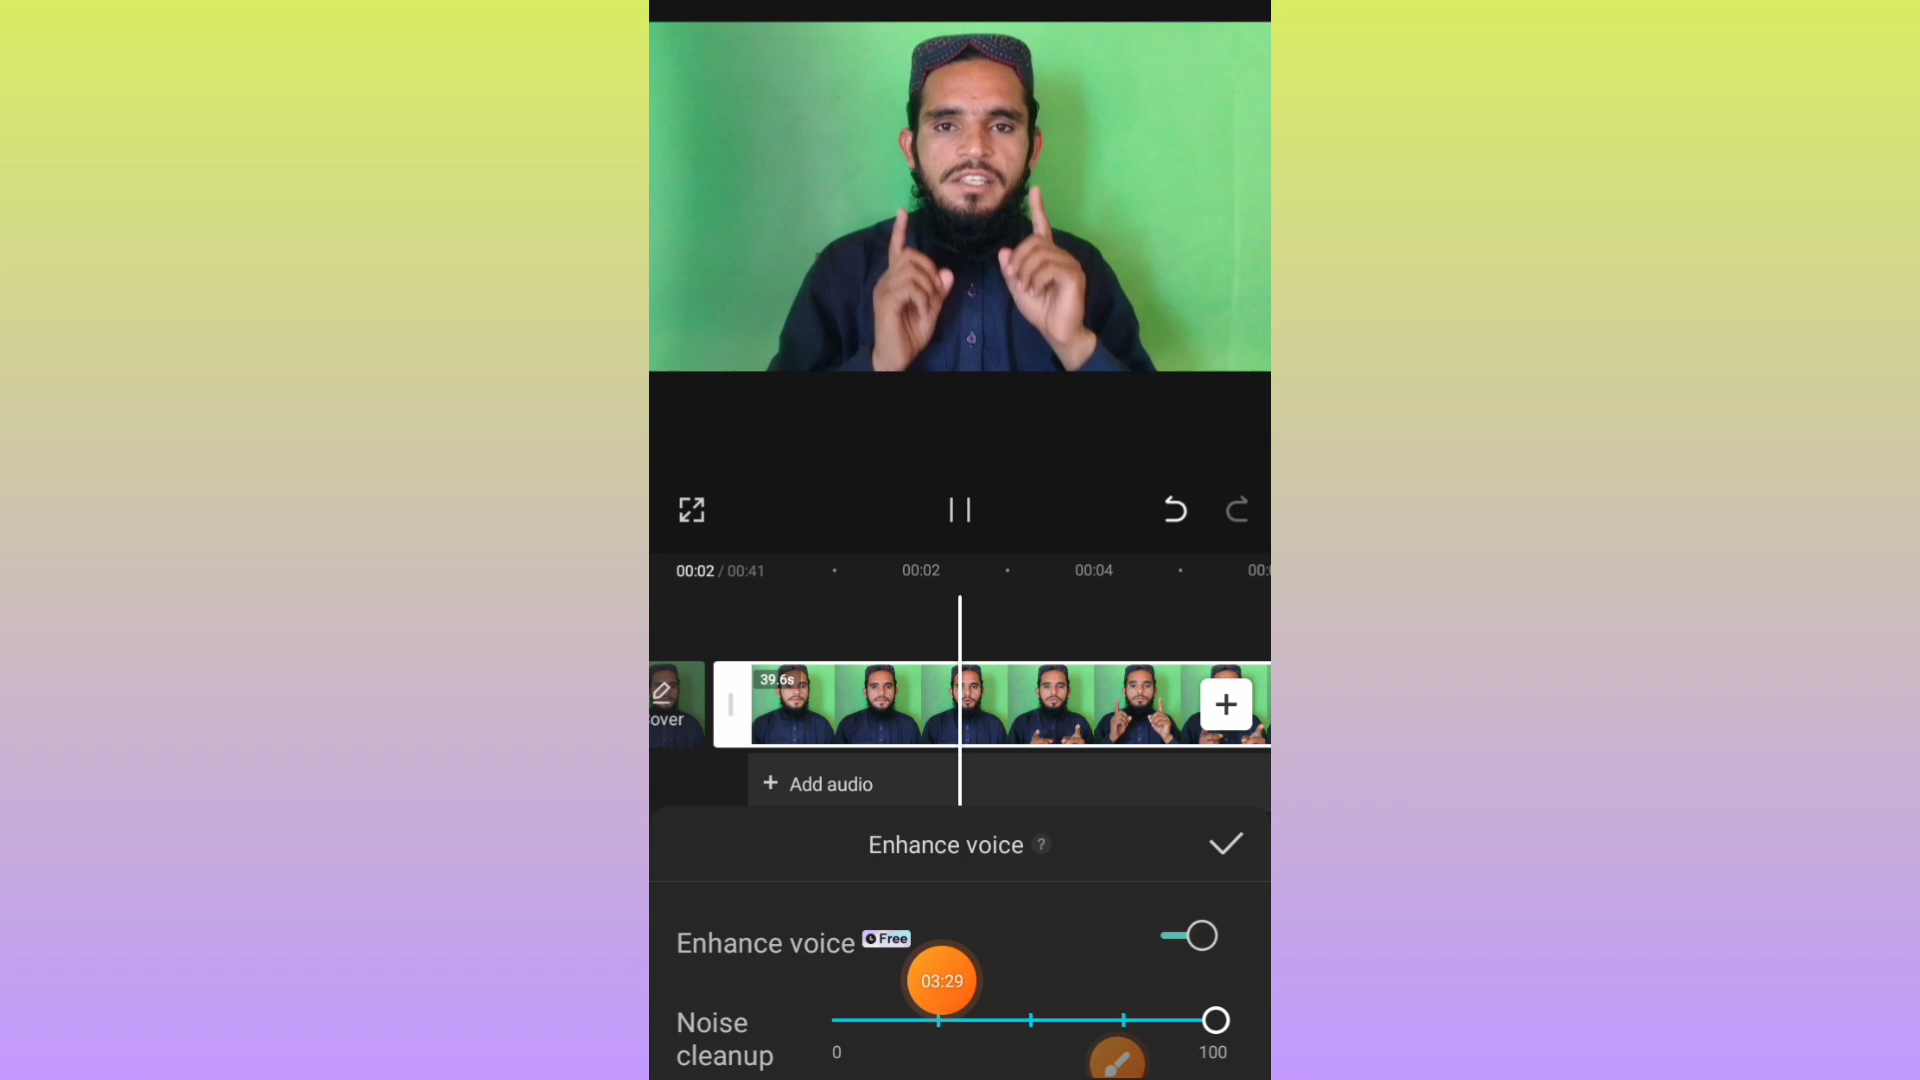 00:02 / 00:41
00:02
00:04
39.6s
Add audio
Enhance voice ?
Enhance voice Free
03:29
Noise
cleanup
0
100